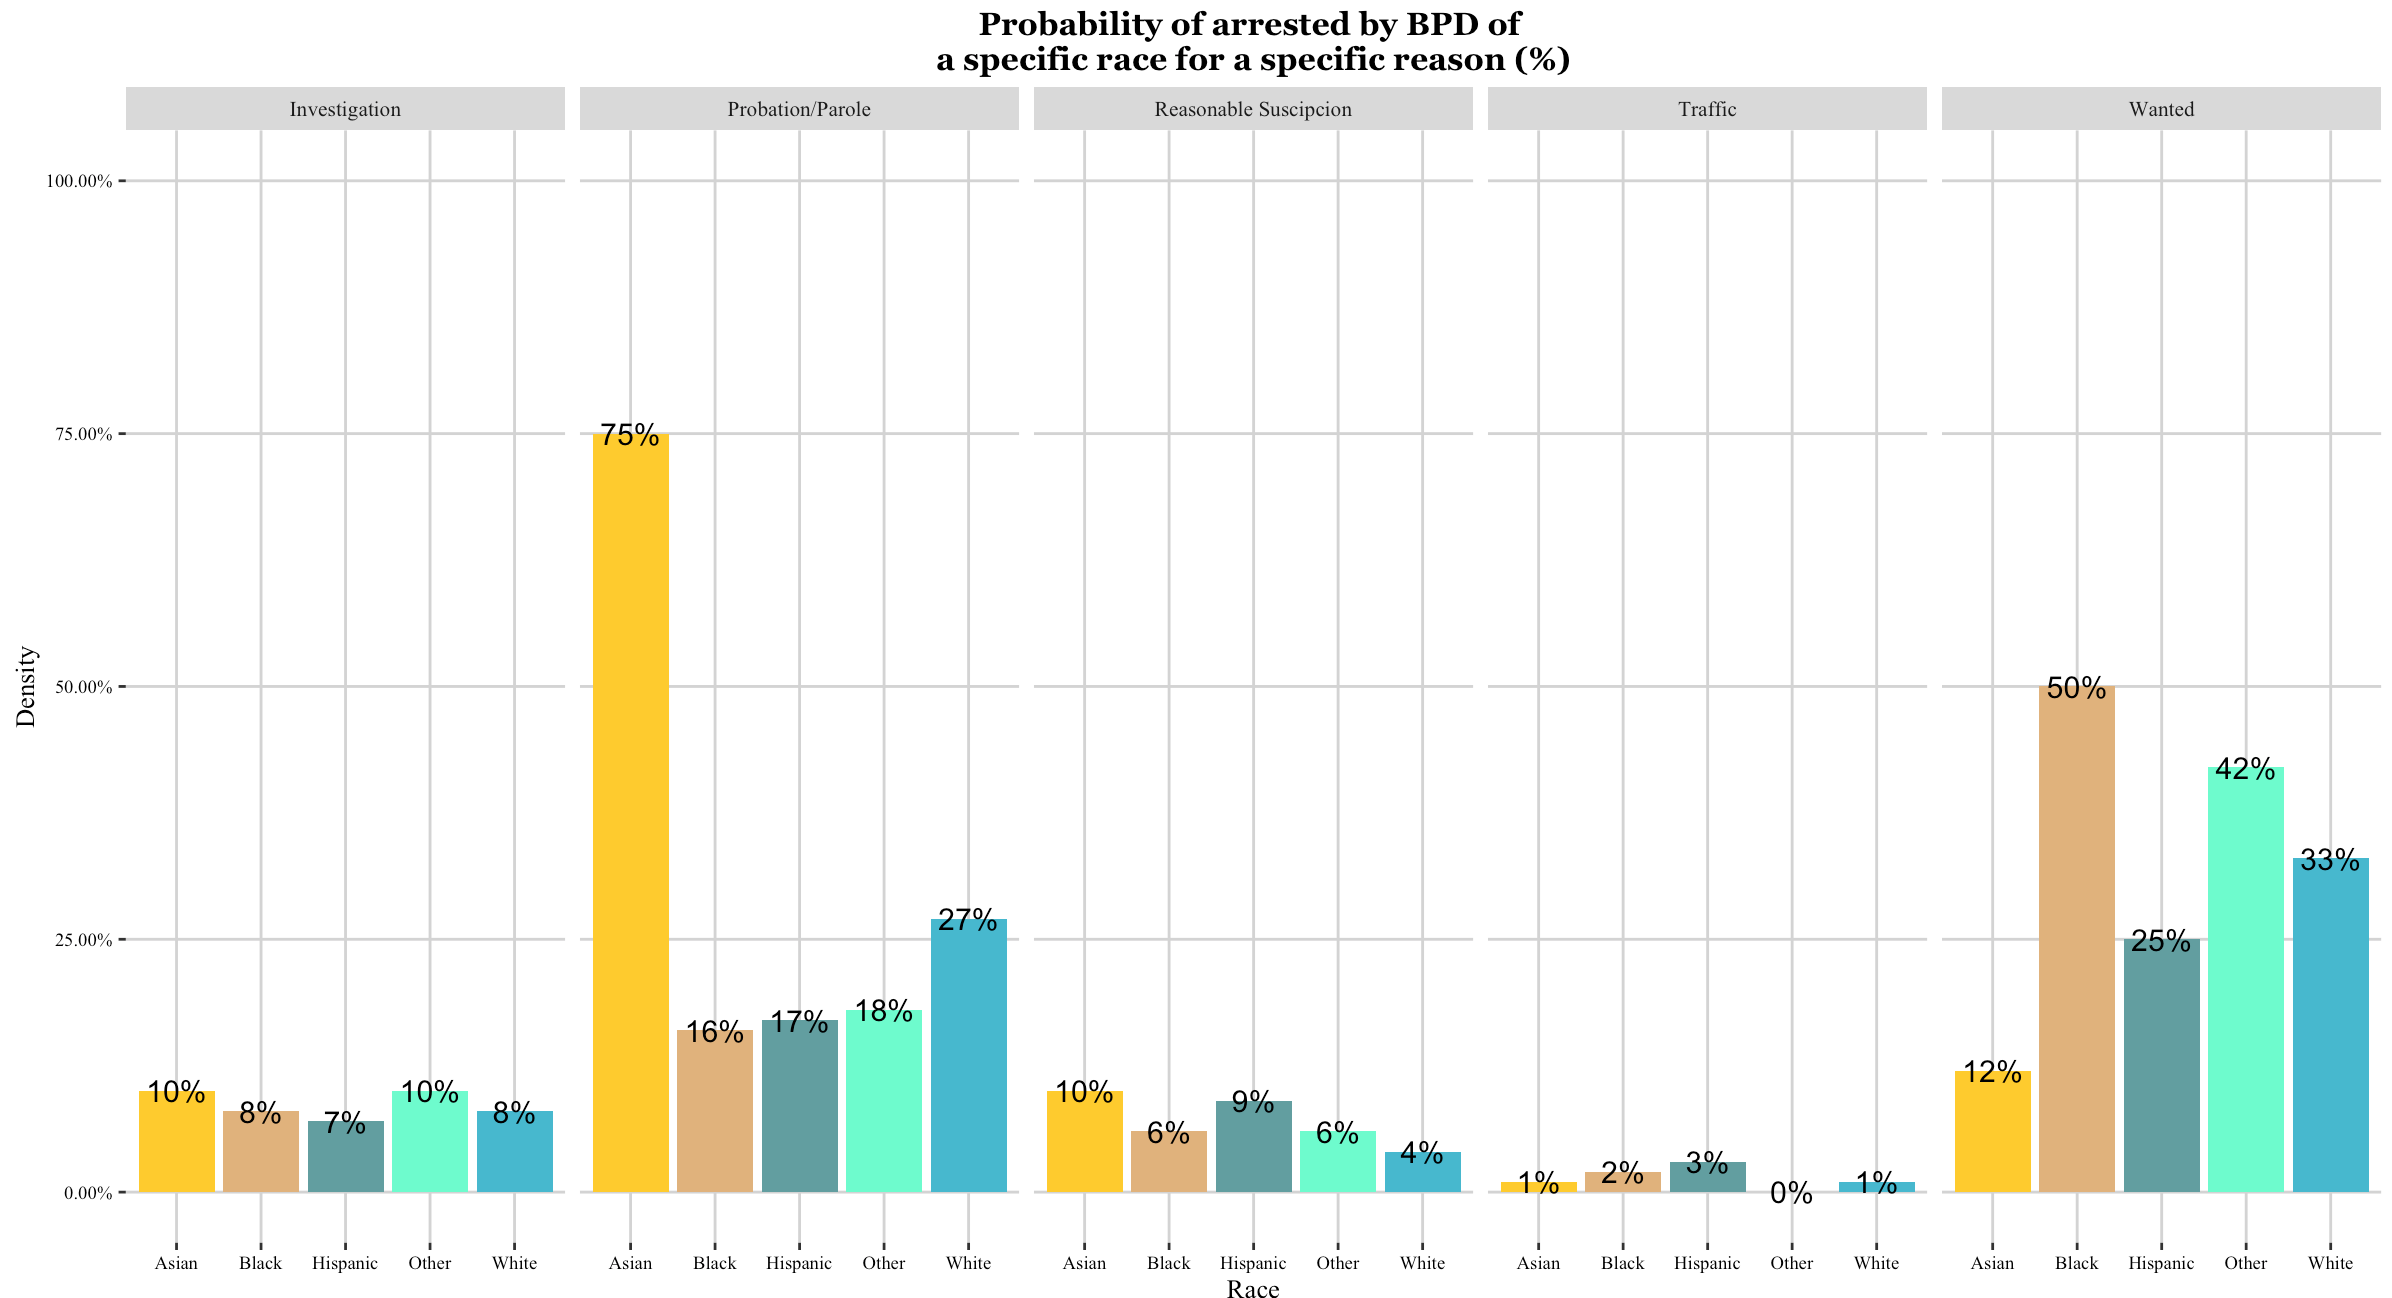 Probability of arrested by BPD of
a specific race for a specific reason (%)
Investigation
Probation/Parole
Reasonable Suscipcion
Traffic
Wanted
Density
100.00%
75.00%
50.00%
25.00%
0.00%
10%
8%
7%
10%
8%
75%
16%
17%
18%
27%
10%
6%
9%
6%
4%
1%
2%
3%
0%
1%
12%
50%
25%
42%
33%
Asian Black Hispanic Other White
Asian Black Hispanic Other White
Asian Black Hispanic Other White
Asian Black Hispanic Other White
Asian Black Hispanic Other White
Race